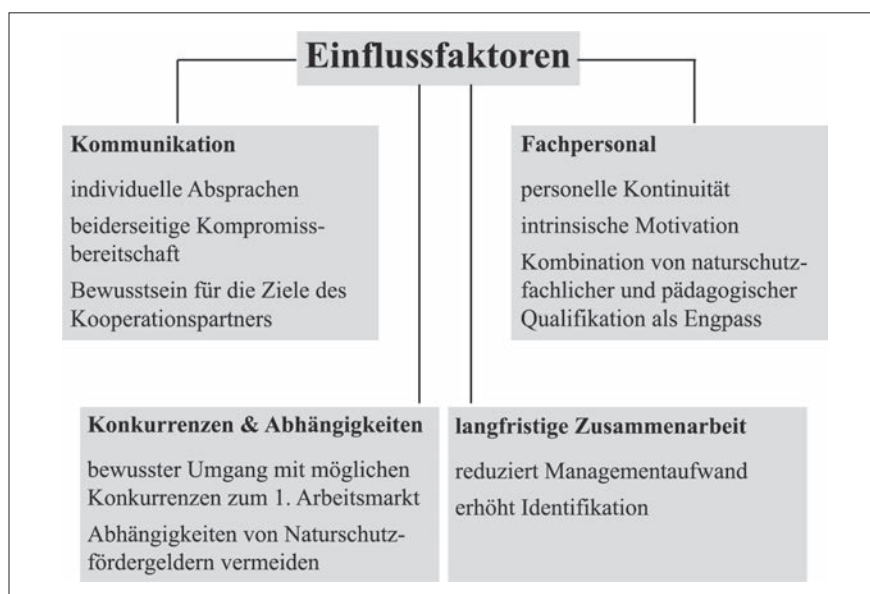 Einflussfaktoren
Kommunikation
individuelle Absprachen
beiderseitige Kompromiss-
bereitschaft
Bewusstsein für die Ziele des
Kooperationspartners
Fachpersonal
personelle Kontinuität
intrinsische Motivation
Kombination von naturschutz-
fachlicher und pädagogischer
Qualifikation als Engpass
Konkurrenzen & Abhängigkeiten
bewusster Umgang mit möglichen
Konkurrenzen zum 1. Arbeitsmarkt
Abhängigkeiten von Naturschutz-
fördergeldern vermeiden
langfristige Zusammenarbeit
reduziert Managementaufwand
erhöht Identifikation